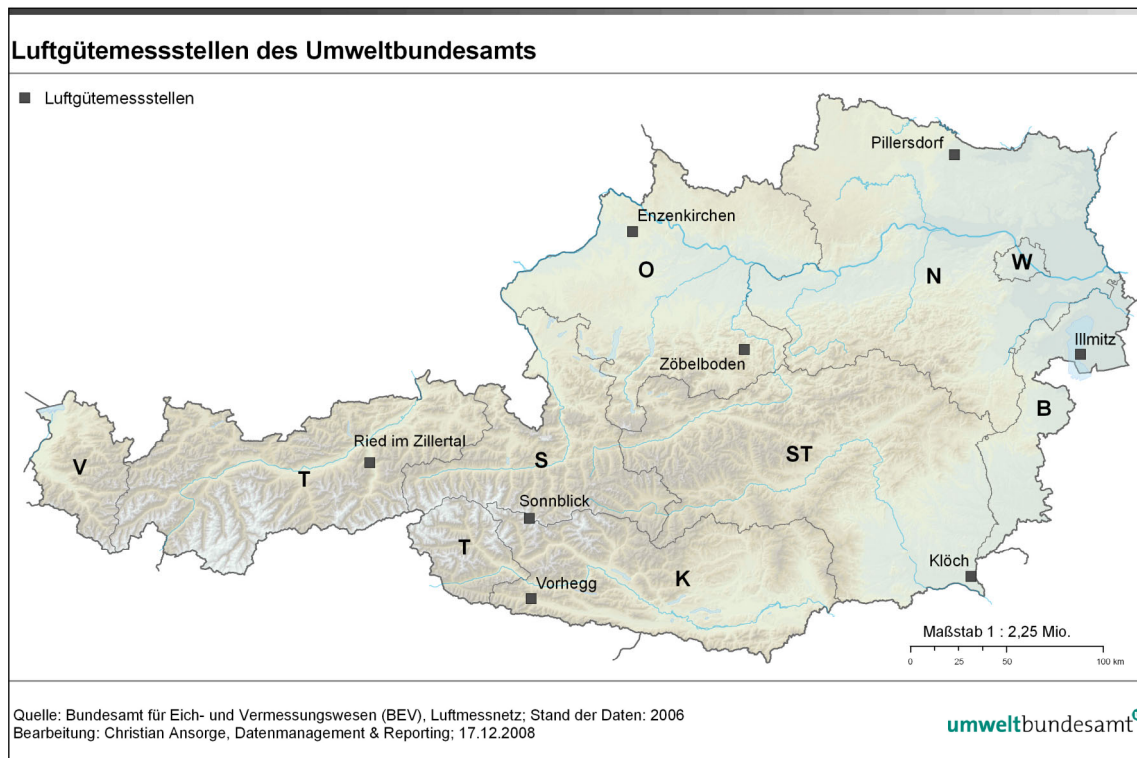 Luftgütemessstellen des Umweltbundesamts
Luftgütemessstellen
Pillersdorf
Enzenkirchen
O
N
W
Zöbelboden
Illmitz
B
Ried im Zillertal
V
T
S
ST
Sonnblick
T
Vorhegg
K
Klöch
Maßstab 1 : 2,25 Mio.
0 25 50 100 km
Quelle: Bundesamt für Eich- und Vermessungswesen (BEV), Luftmessnetz; Stand der Daten: 2006
Bearbeitung: Christian Ansorge, Datenmanagement & Reporting; 17.12.2008
umweltbundesamt